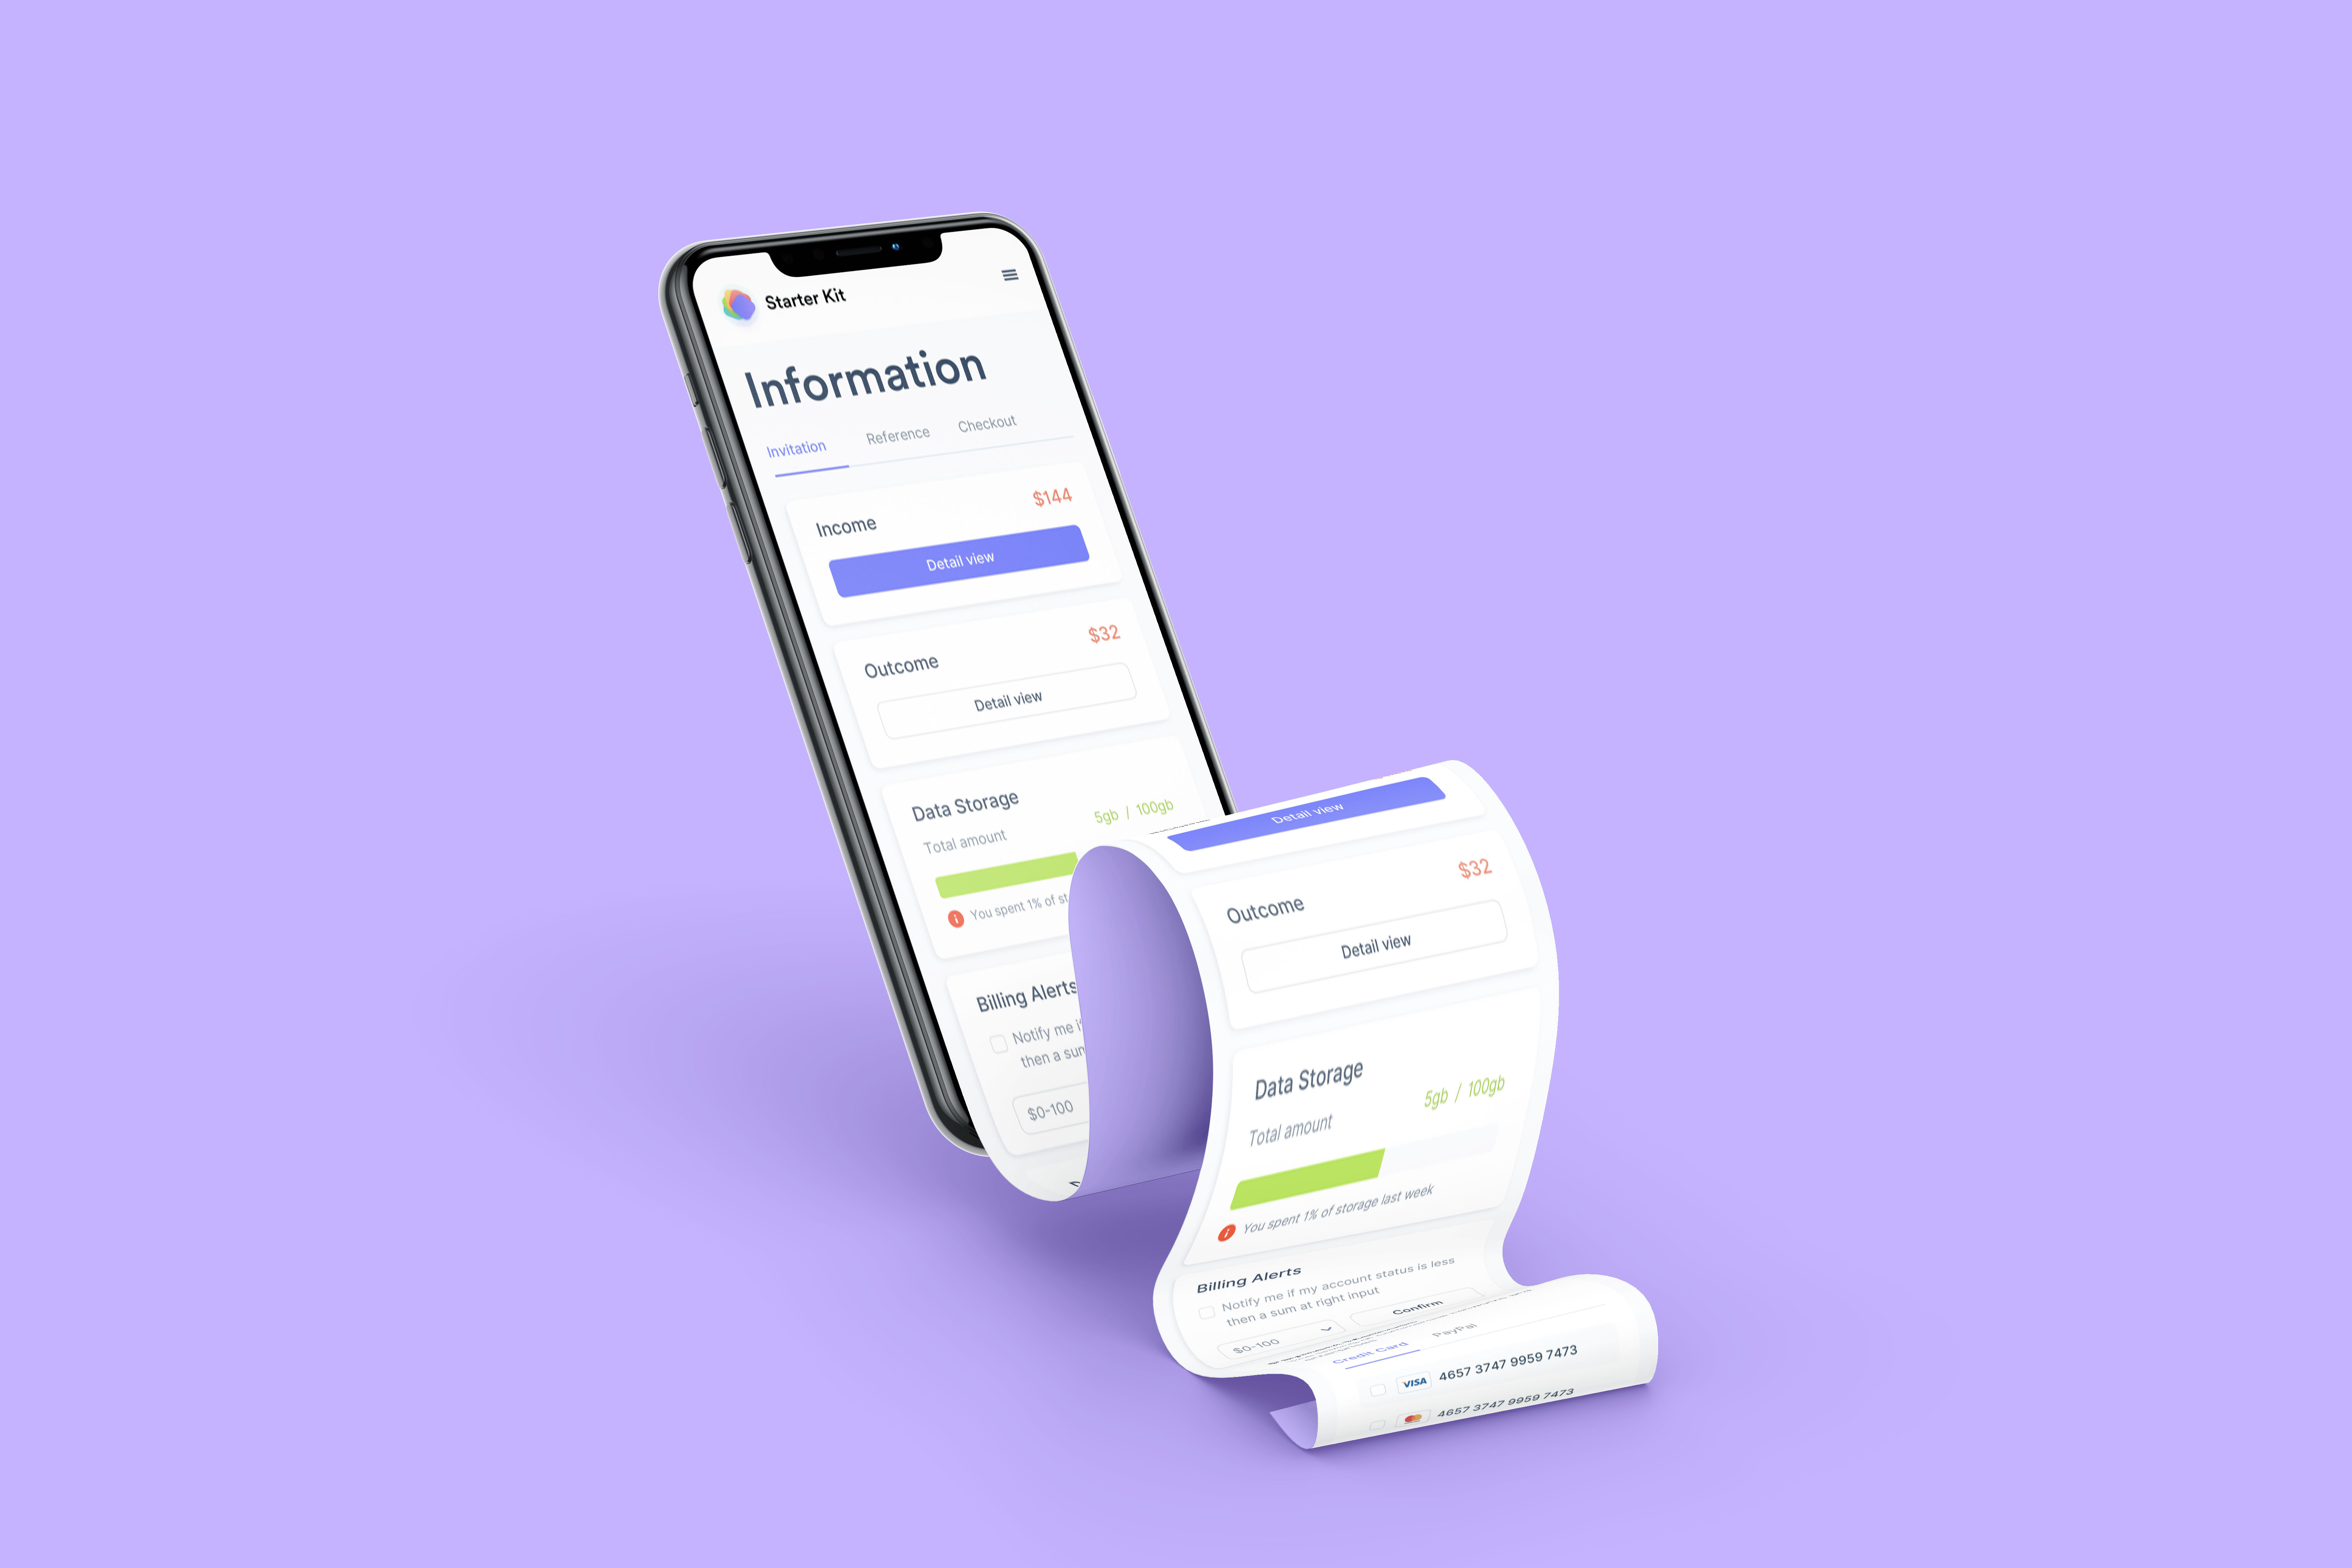 Starter Kit
Information
Invitation Reference Checkout
Income $144
Detail view
Outcome $32
Detail view
Data Storage
Total amount 5gb / 100gb
You spent 1% of st
Billing Alerts
Notify me if
then a sum
$0-100
Detail view
Outcome $32
Detail view
Data Storage
Total amount 5gb / 100gb
You spent 1% of storage last week
Billing Alerts
Notify me if my account status is less
then a sum at right input
$0-100 Confirm
Credit Card PayPal
VISA 4657 3747 9959 7473
4657 3747 9959 7473